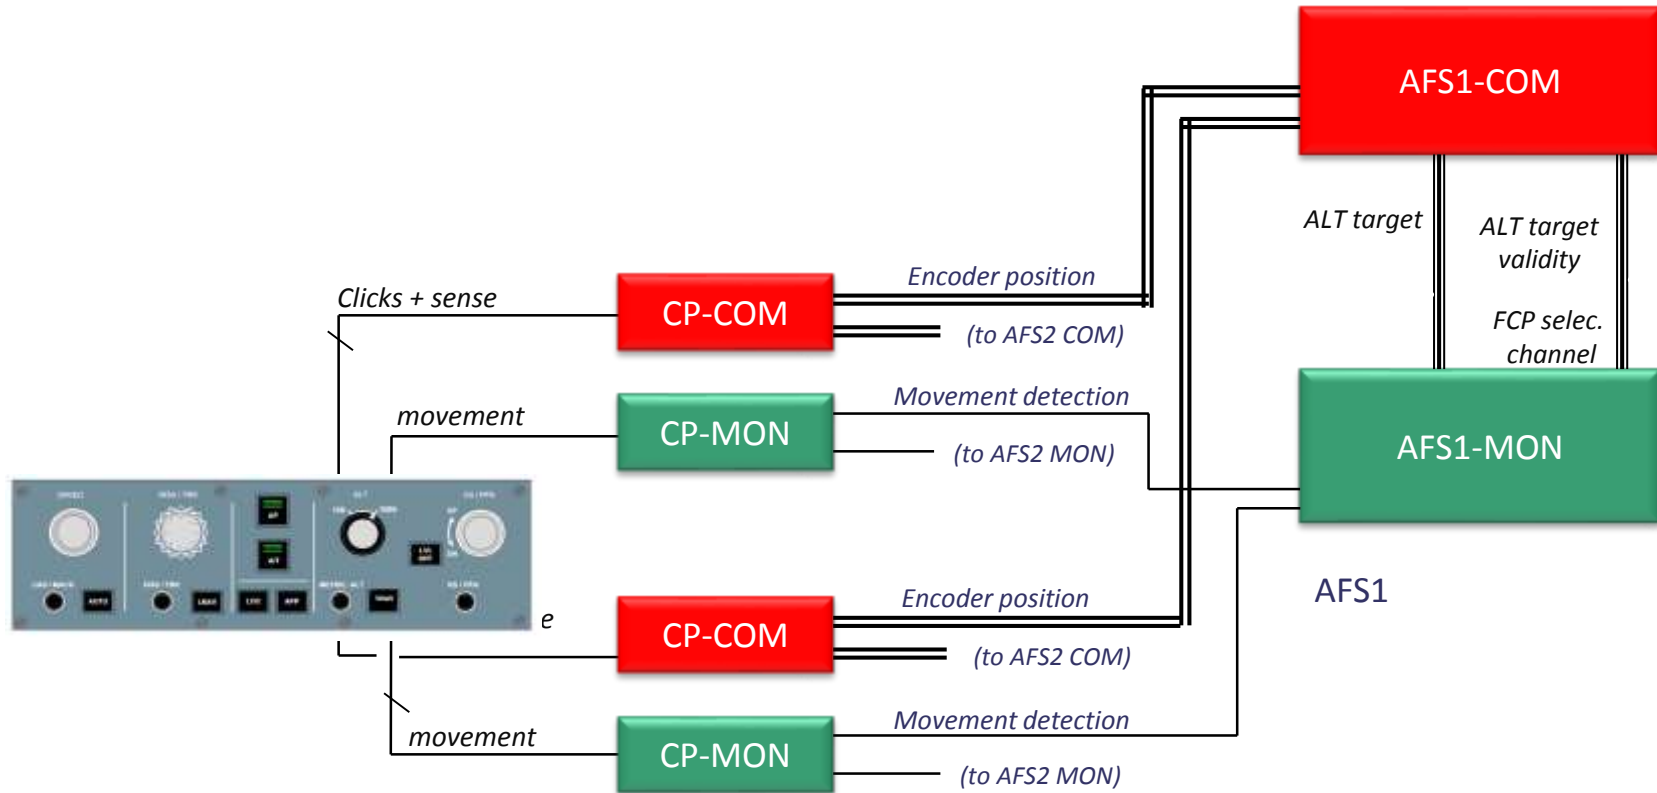 AFS1-COM
ALT target
ALT target
validity
FCP selec.
channel
Clicks + sense
CP-COM
Encoder position
(to AFS2 COM)
movement
CP-MON
Movement detection
(to AFS2 MON)
AFS1-MON
AFS1
ALT
AP
e
CP-COM
Encoder position
(to AFS2 COM)
movement
CP-MON
Movement detection
(to AFS2 MON)